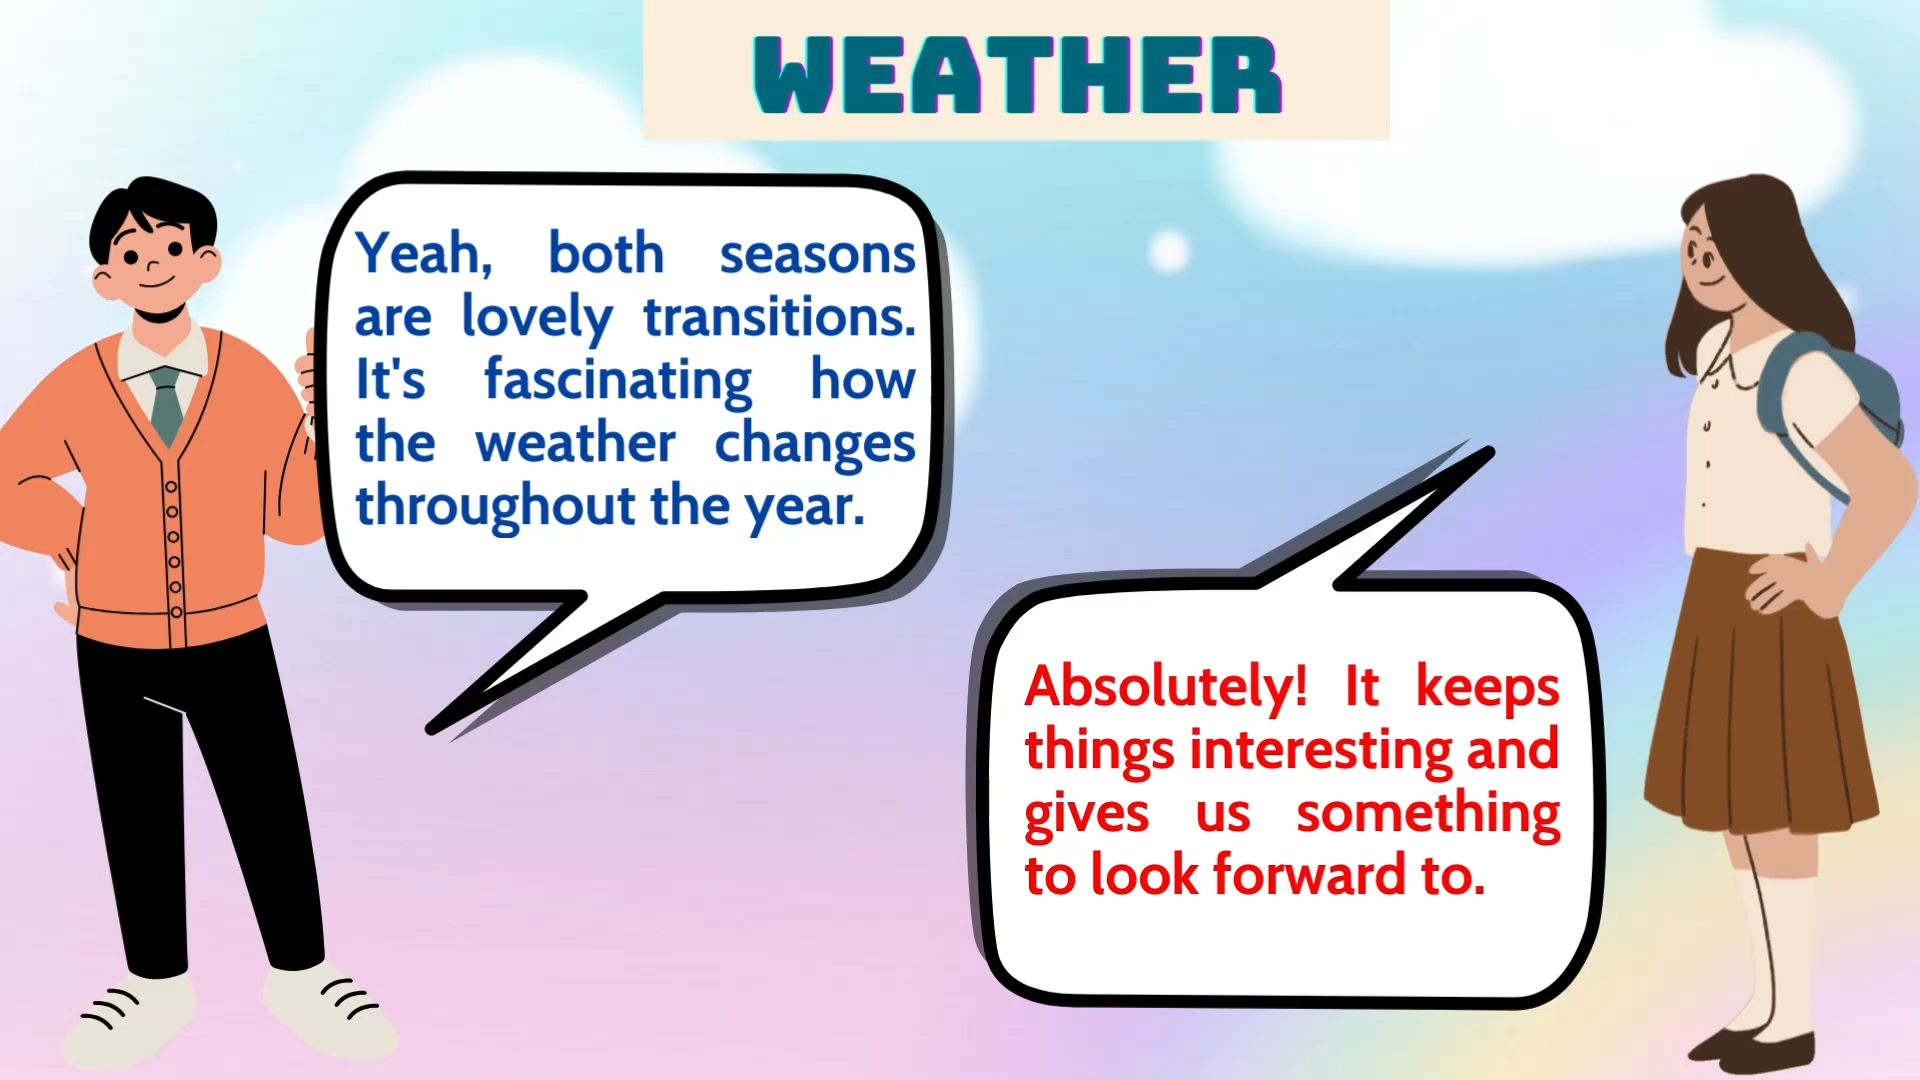 WEATHER
Yeah, both seasons
are lovely transitions.
It's fascinating how
the weather changes
throughout the year.
Absolutely! It keeps
things interesting and
gives us something
to look forward to.